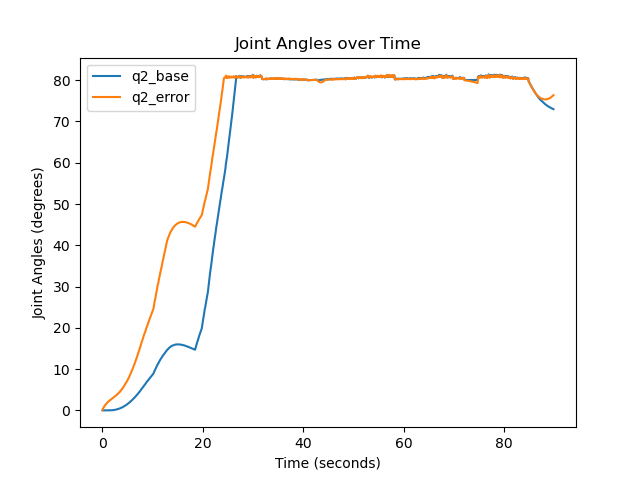 Joint Angles over Time
q2_base
q2_error
Joint Angles (degrees)
80
70
60
50
40
30
20
10
0
0 20 40 60 80
Time (seconds)